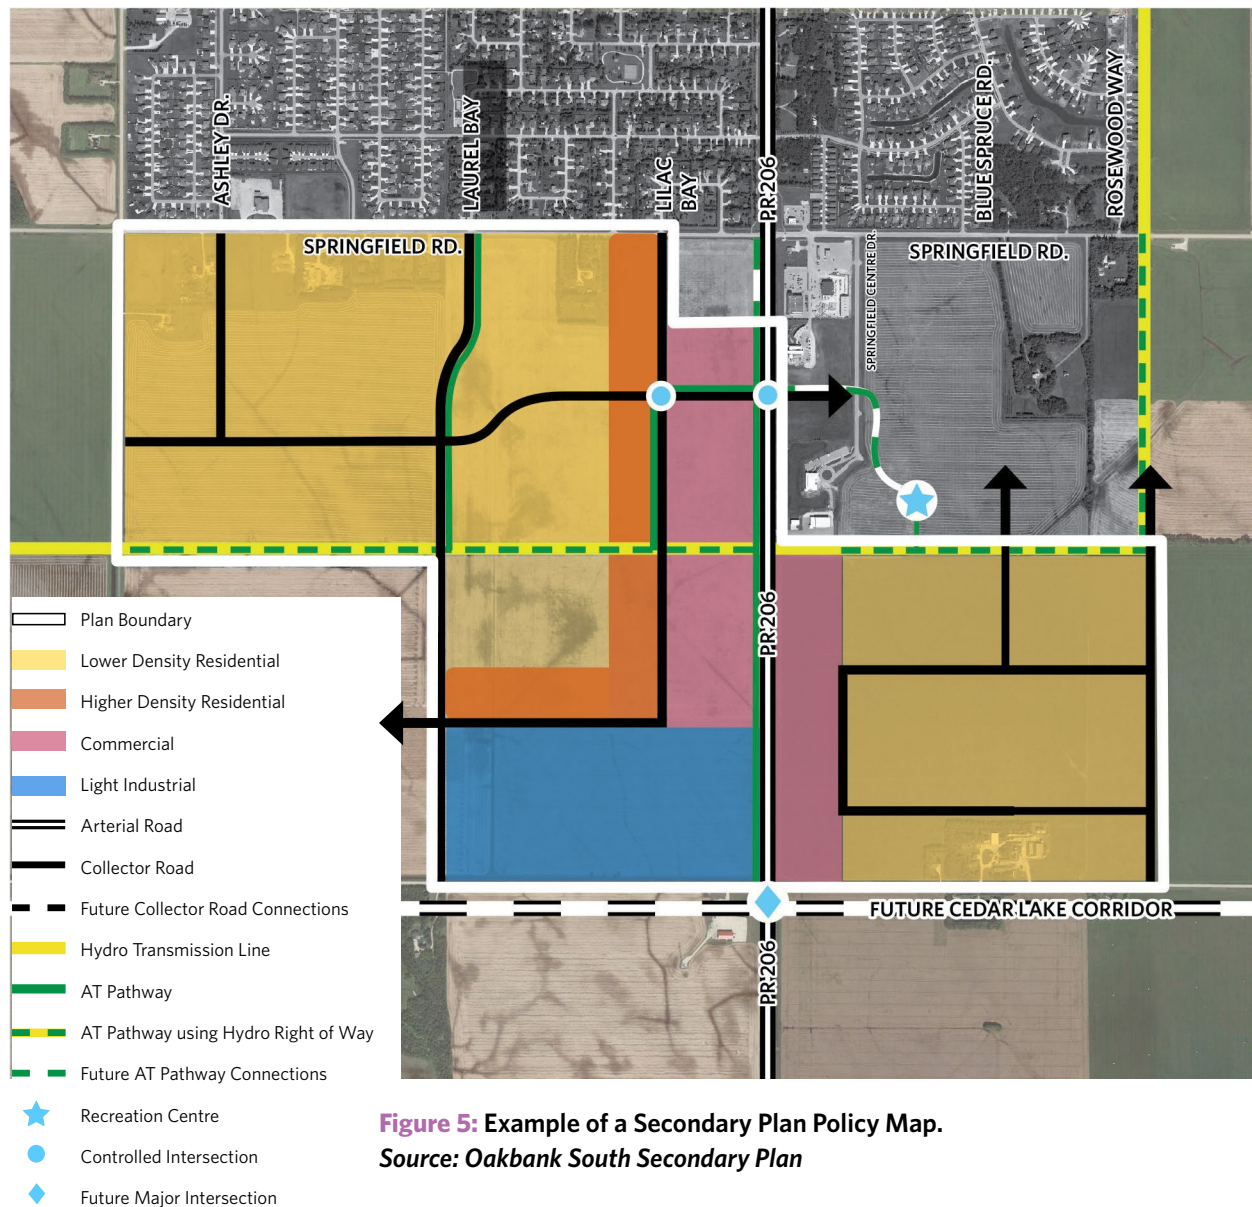 ASHLEY DR.
LAUREL BAY
LILAC
BAY
PR 206
BLUE SPRUCE RD.
ROSEWOOD WAY
SPRINGFIELD RD.
SPRINGFIELD CENTRE DR.
SPRINGFIELD RD.
PR 206
Plan Boundary
Lower Density Residential
Higher Density Residential
Commercial
Light Industrial
Arterial Road
Collector Road
Future Collector Road Connections
Hydro Transmission Line
AT Pathway
AT Pathway using Hydro Right of Way
Future AT Pathway Connections
Recreation Centre
Controlled Intersection
Future Major Intersection
FUTURE CEDAR LAKE CORRIDOR
PR 206
Figure 5: Example of a Secondary Plan Policy Map.
Source: Oakbank South Secondary Plan